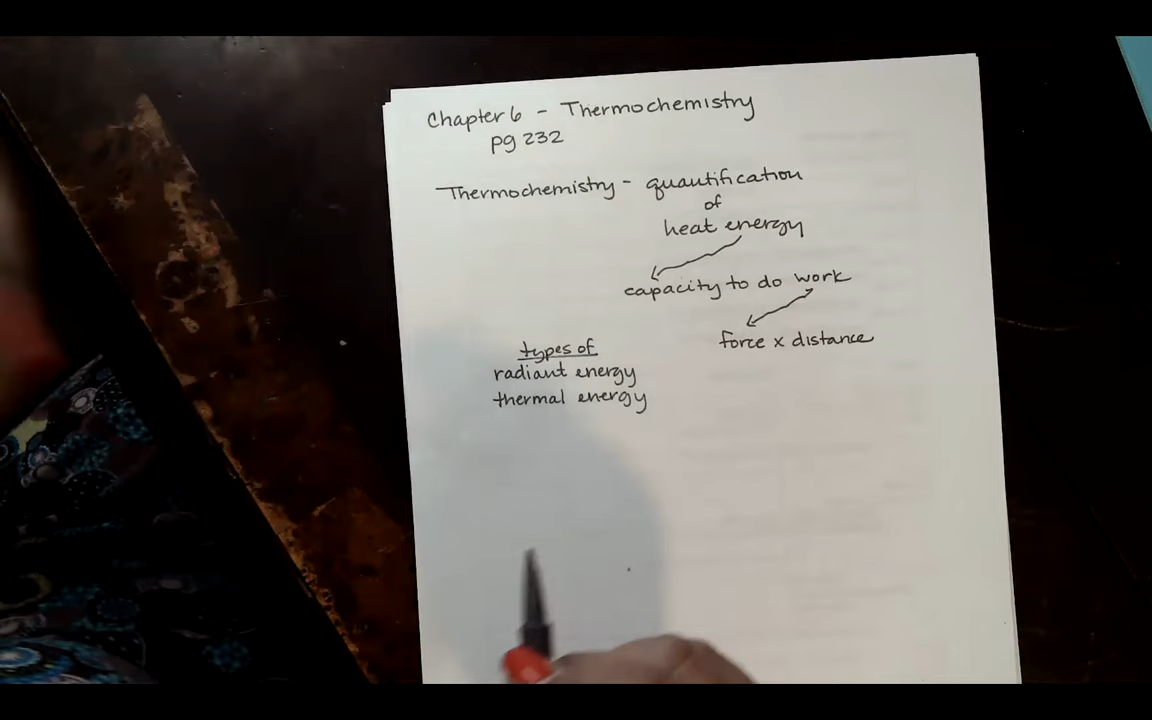 Chapter 6 - Thermochemistry
pg 232
Thermochemistry - quantification
of
heat energy
capacity to do work
force x distance
types of
radiant energy
thermal energy